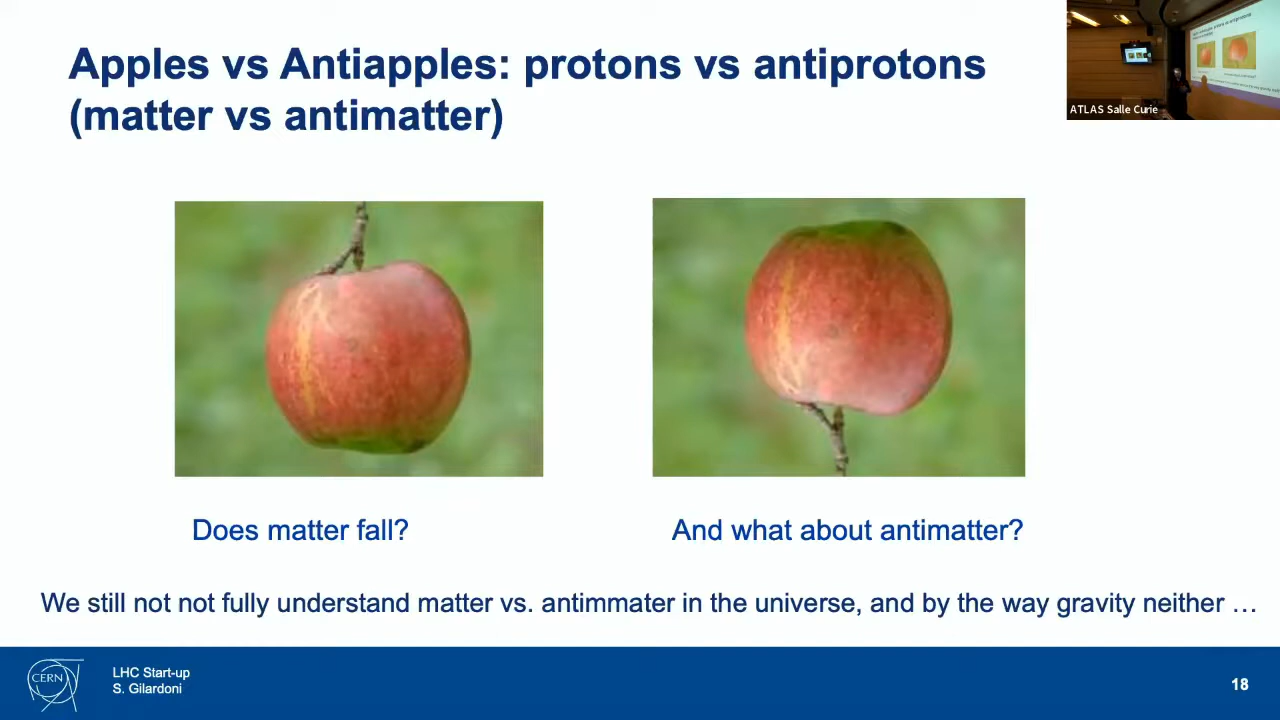 Apples vs Antiapples: protons vs antiprotons
(matter vs antimatter)
ATLAS Salle Curie
Does matter fall?
And what about antimatter?
We still not not fully understand matter vs. antimmater in the universe, and by the way gravity neither …
CERN
LHC Start-up
S. Gilardoni
18